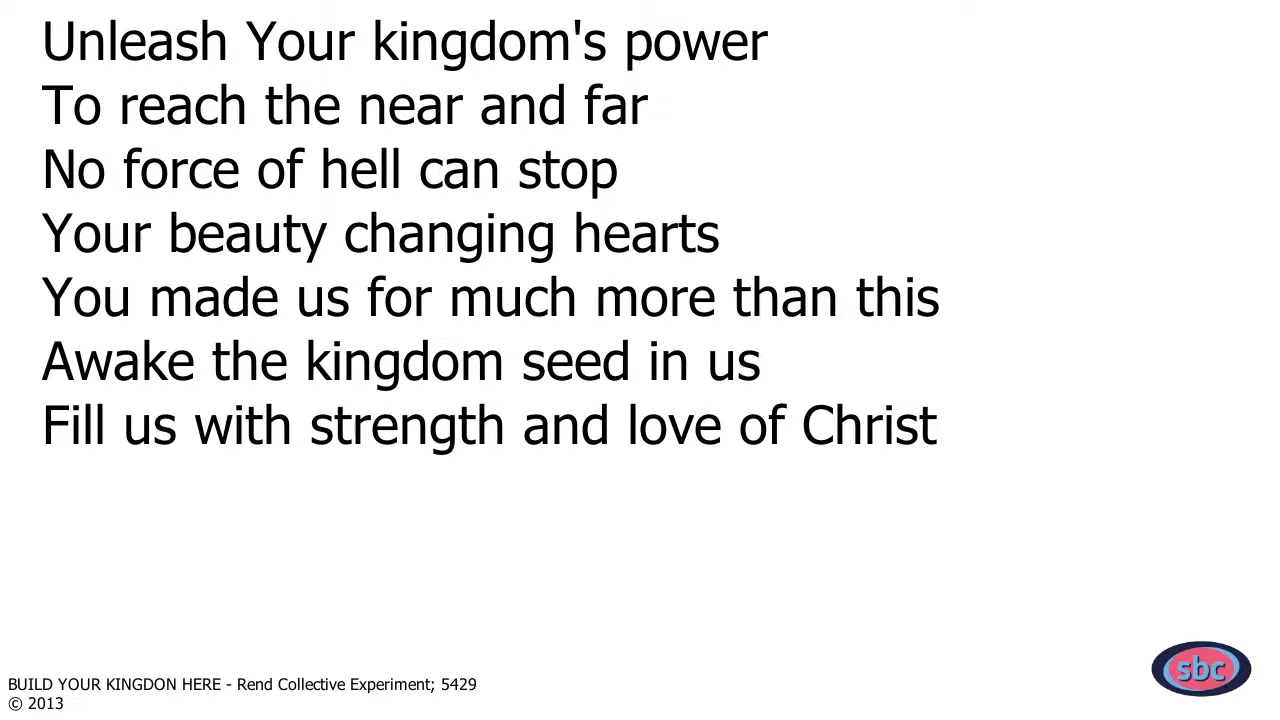 Unleash Your kingdom's power
To reach the near and far
No force of hell can stop
Your beauty changing hearts
You made us for much more than this
Awake the kingdom seed in us
Fill us with strength and love of Christ
BUILD YOUR KINGDON HERE - Rend Collective Experiment; 5429
© 2013
sbc